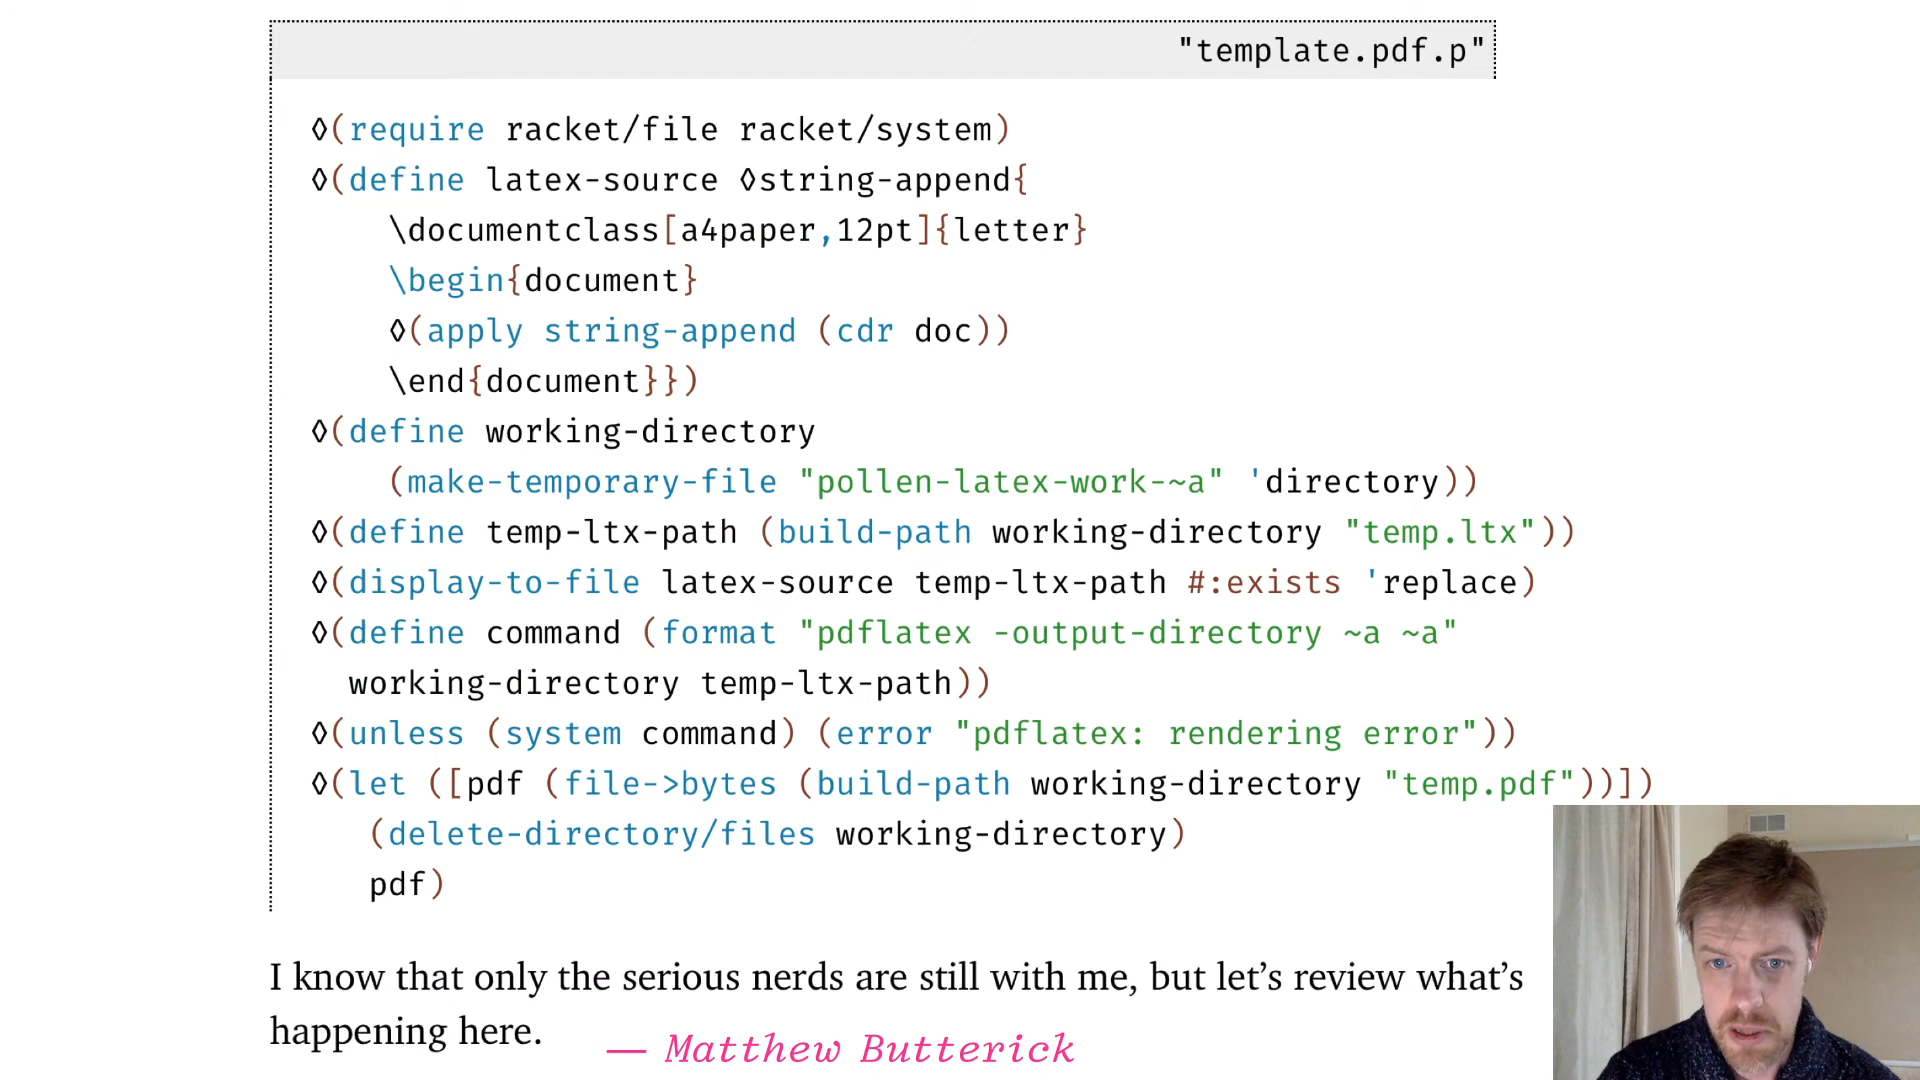 "template.pdf.p"
◊(require racket/file racket/system)
◊(define latex-source ◊string-append{
    \documentclass[a4paper,12pt]{letter}
    \begin{document}
    ◊(apply string-append (cdr doc))
    \end{document}})
◊(define working-directory
    (make-temporary-file "pollen-latex-work-~a" 'directory))
◊(define temp-ltx-path (build-path working-directory "temp.ltx"))
◊(display-to-file latex-source temp-ltx-path #:exists 'replace)
◊(define command (format "pdflatex -output-directory ~a ~a"
  working-directory temp-ltx-path))
◊(unless (system command) (error "pdflatex: rendering error"))
◊(let ([pdf (file->bytes (build-path working-directory "temp.pdf"))])
   (delete-directory/files working-directory)
   pdf)
I know that only the serious nerds are still with me, but let’s review what’s
happening here.
— Matthew Butterick